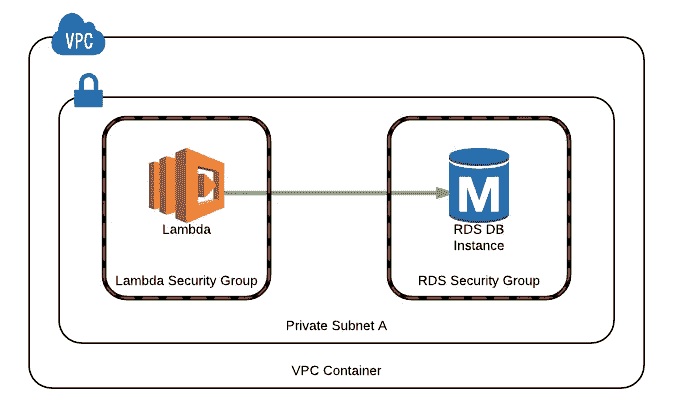 VPC
M
Lambda
RDS DB
Instance
Lambda Security Group
RDS Security Group
Private Subnet A
VPC Container